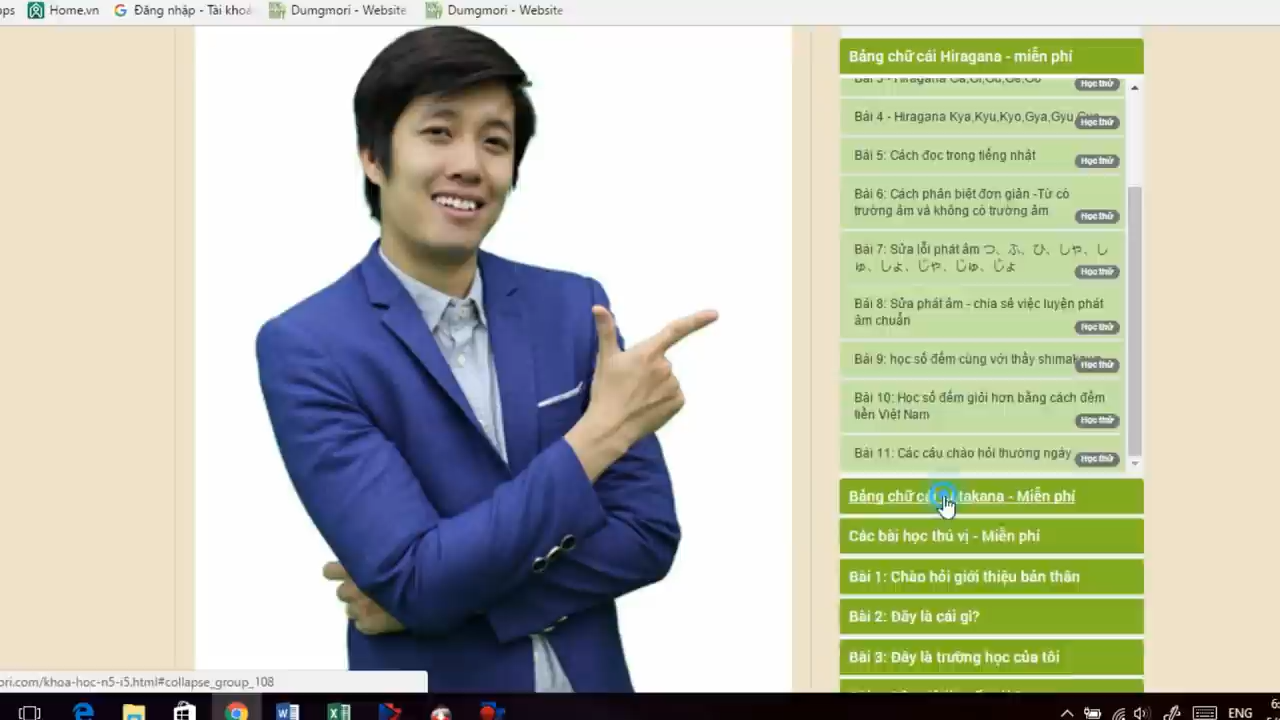 ps
Home.vn
Đăng nhập - Tài khoả
Dumgmori - Website
Dumgmori - Website
Bảng chữ cái Hiragana - miễn phí
Học thử
Bài 4 - Hiragana Kya,Kyu,Kyo,Gya,Gyu,
Học thử
Bài 5: Cách đọc trong tiếng nhât
Học thử
Bài 6: Cách phân biệt đơn giản -Từ có
trường âm và không có trường âm
Học thử
Bài 7: Sửa lỗi phát âm つ、ふ、ひ、しゃ、し
ゅ、しょ、じゃ、じゅ、じょ
Học thử
Bài 8: Sửa phát âm - chia sẻ việc luyện phát
âm chuẩn
Học thử
Bài 9: học số đếm cùng với thầy
Học thử
Bài 10: Học số đếm giỏi hơn bằng cách đếm
tiền Việt Nam
Học thử
Bài 11: Các câu chào hỏi thường ngày
Học thử
Bảng chữ takana - Miễn phí
Các bài học thú vị - Miễn phí
Bài 1: Chào hỏi giới thiệu bản thân
Bài 2: Đây là cái gì?
Bài 3: Đây là trường học của tôi
ori.com/khoa-hoc-n5-i5.html#collapse_group_108
ENG